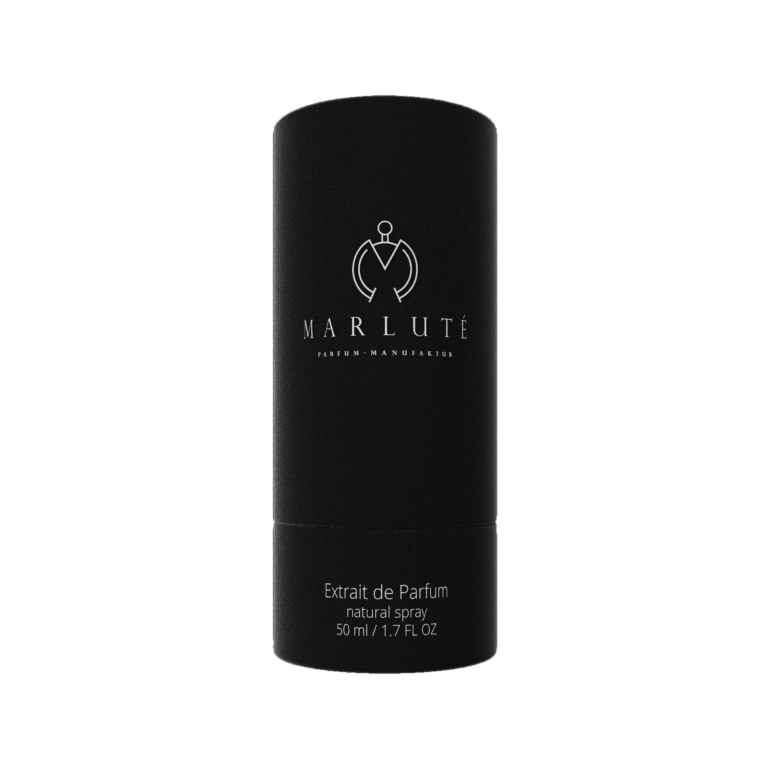 MARLUTÉ
PARFUM-MANUFAKTUR
Extrait de Parfum
natural spray
50 ml / 1.7 FL OZ